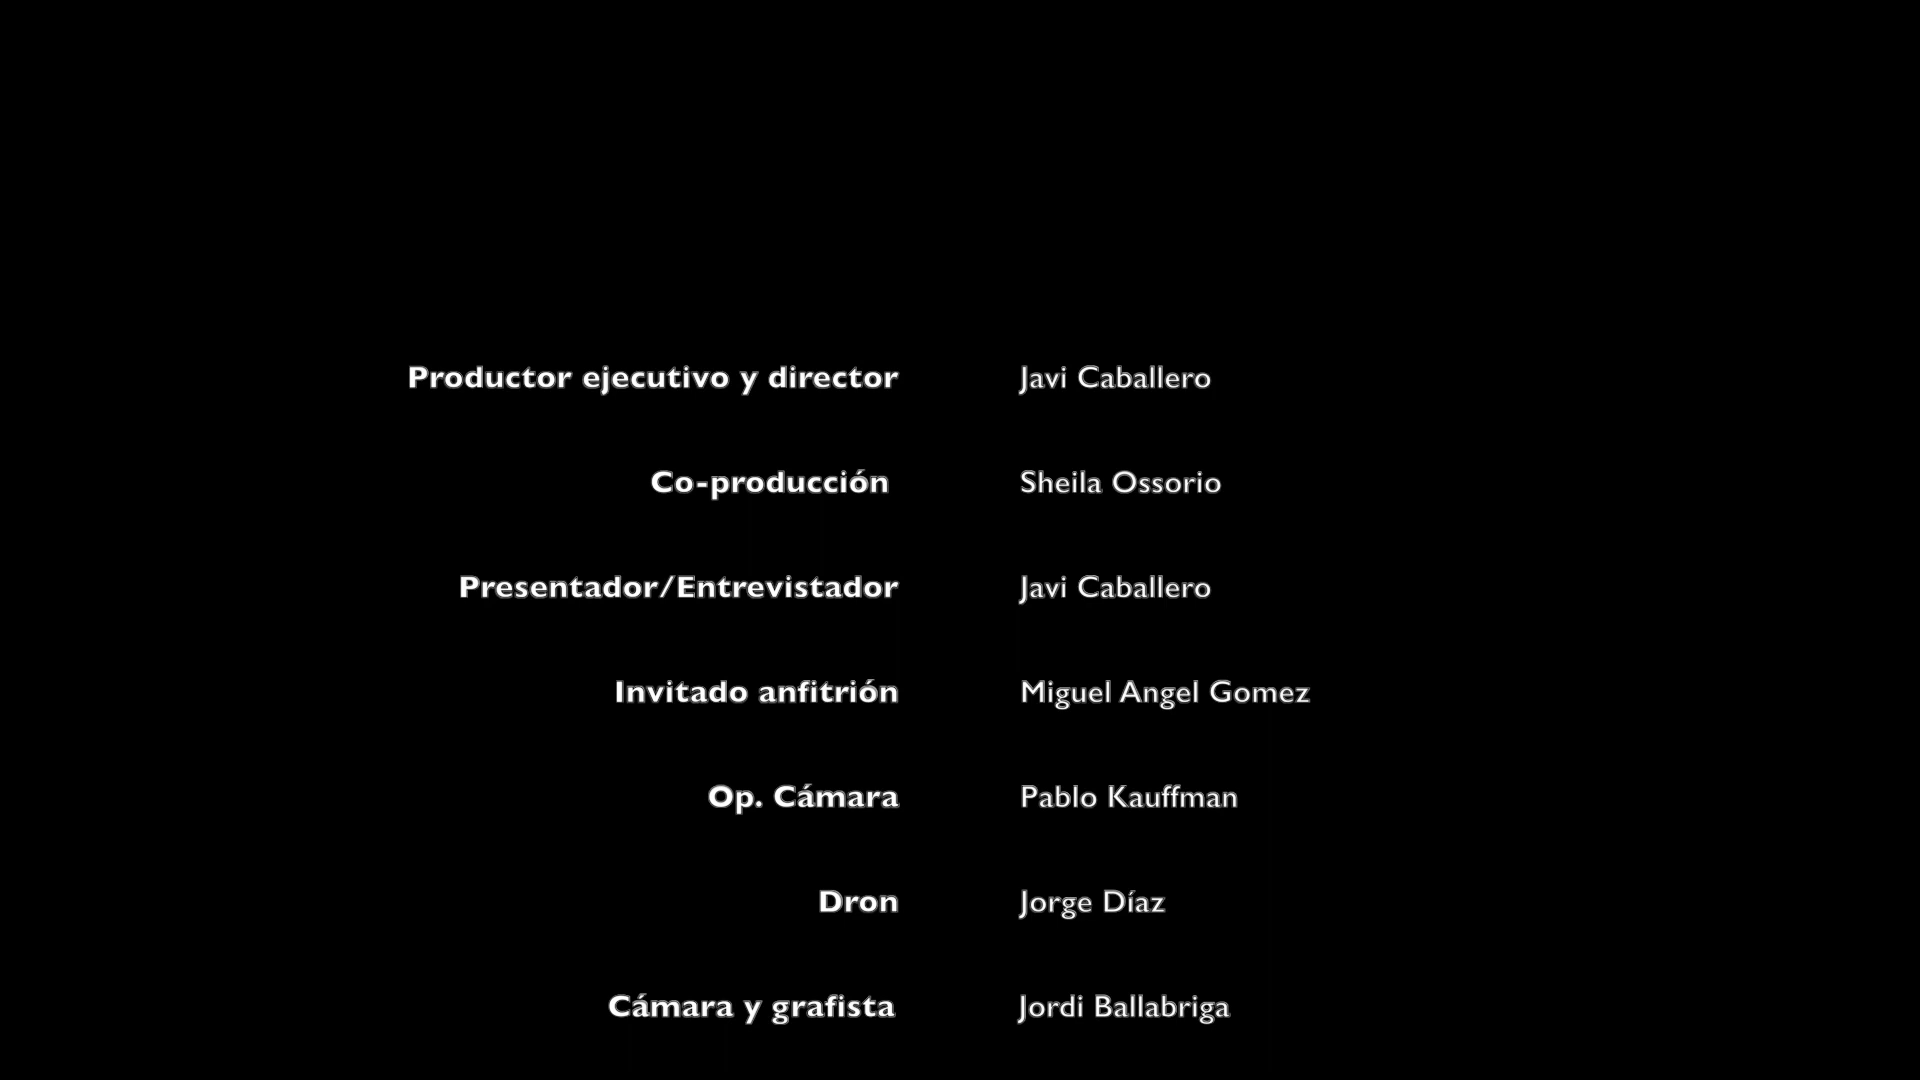 Productor ejecutivo y director Javi Caballero
Co-producción Sheila Ossorio
Presentador/Entrevistador Javi Caballero
Invitado anfitrión Miguel Angel Gomez
Op. Cámara Pablo Kauffman
Dron Jorge Díaz
Cámara y grafista Jordi Ballabriga